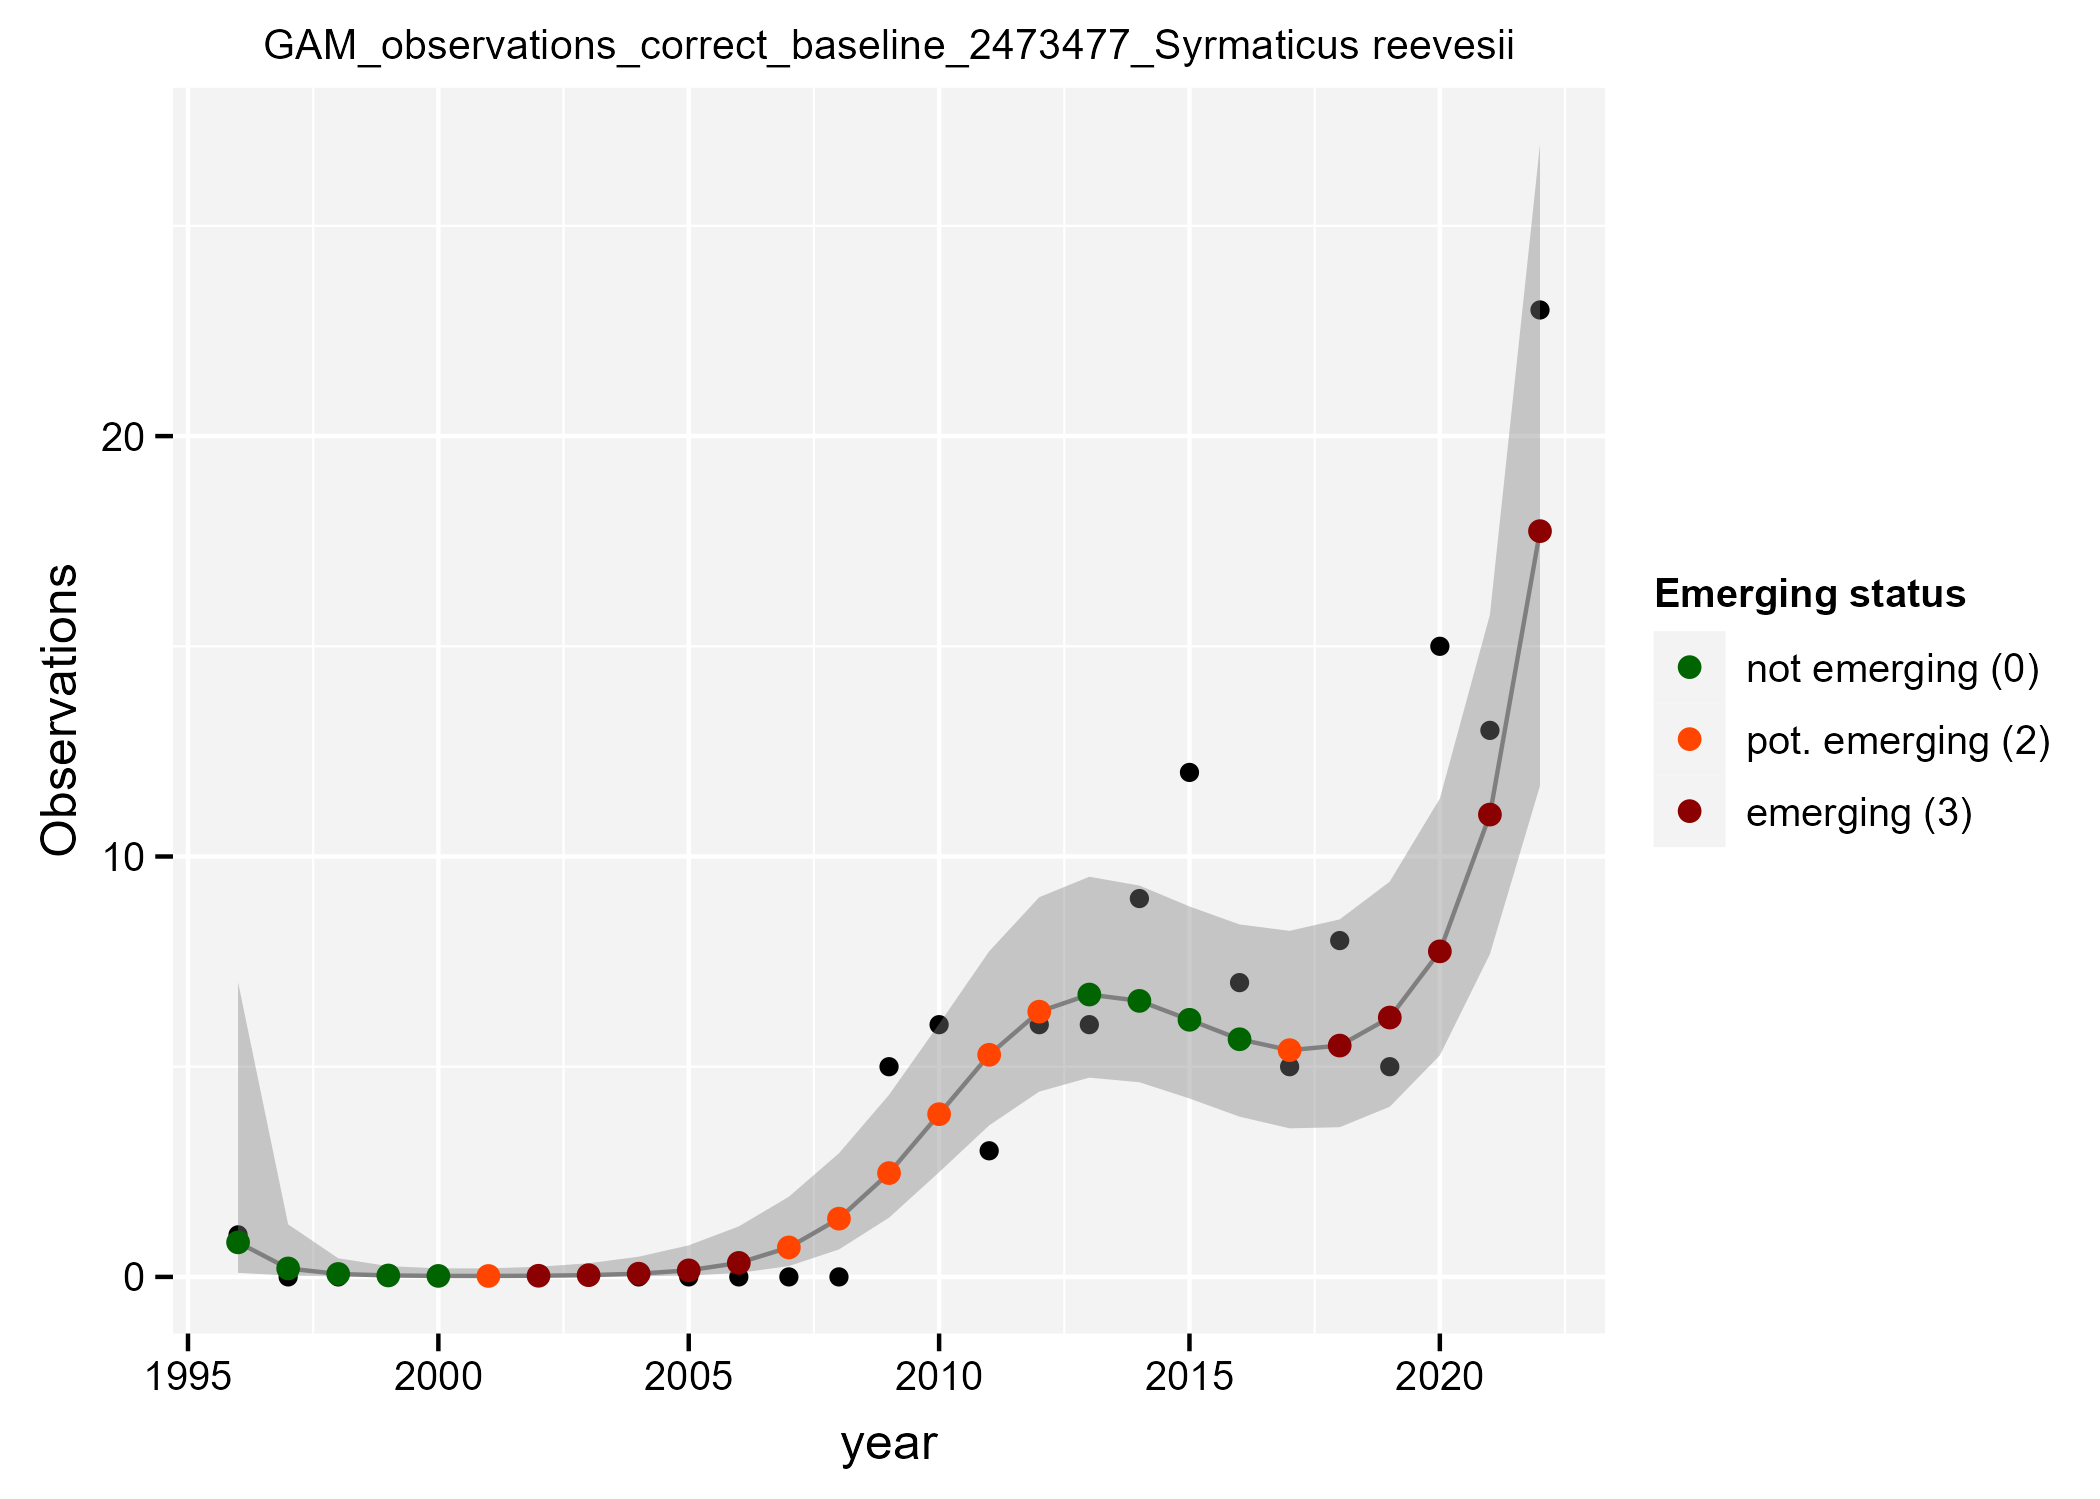 GAM_observations_correct_baseline_2473477_Syrmaticus reevesii
Observations
20
10
0
1995 2000 2005 2010 2015 2020
year
Emerging status
not emerging (0)
pot. emerging (2)
emerging (3)